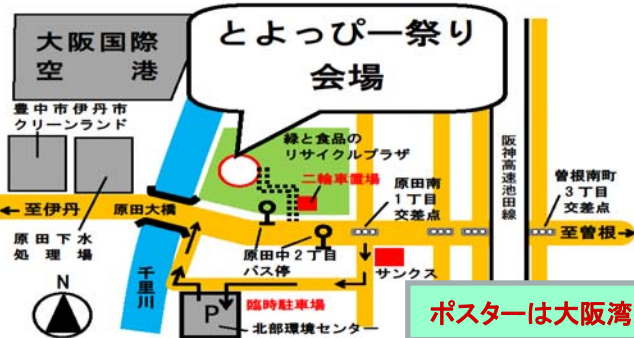 大阪国際
空　港
とよっぴー祭り
会場
豊中市伊丹市
クリーンランド
緑と食品の
リサイクルプラザ
二輪車置場
原田南
1丁目
交差点
阪神高速池田線
曽根南町
3丁目
交差点
←至伊丹
原田大橋
至曽根→
原田下水
処理場
原田中2丁目
バス停
サンクス
千里川
N
臨時駐車場
P
北部環境センター
ポスターは大阪湾